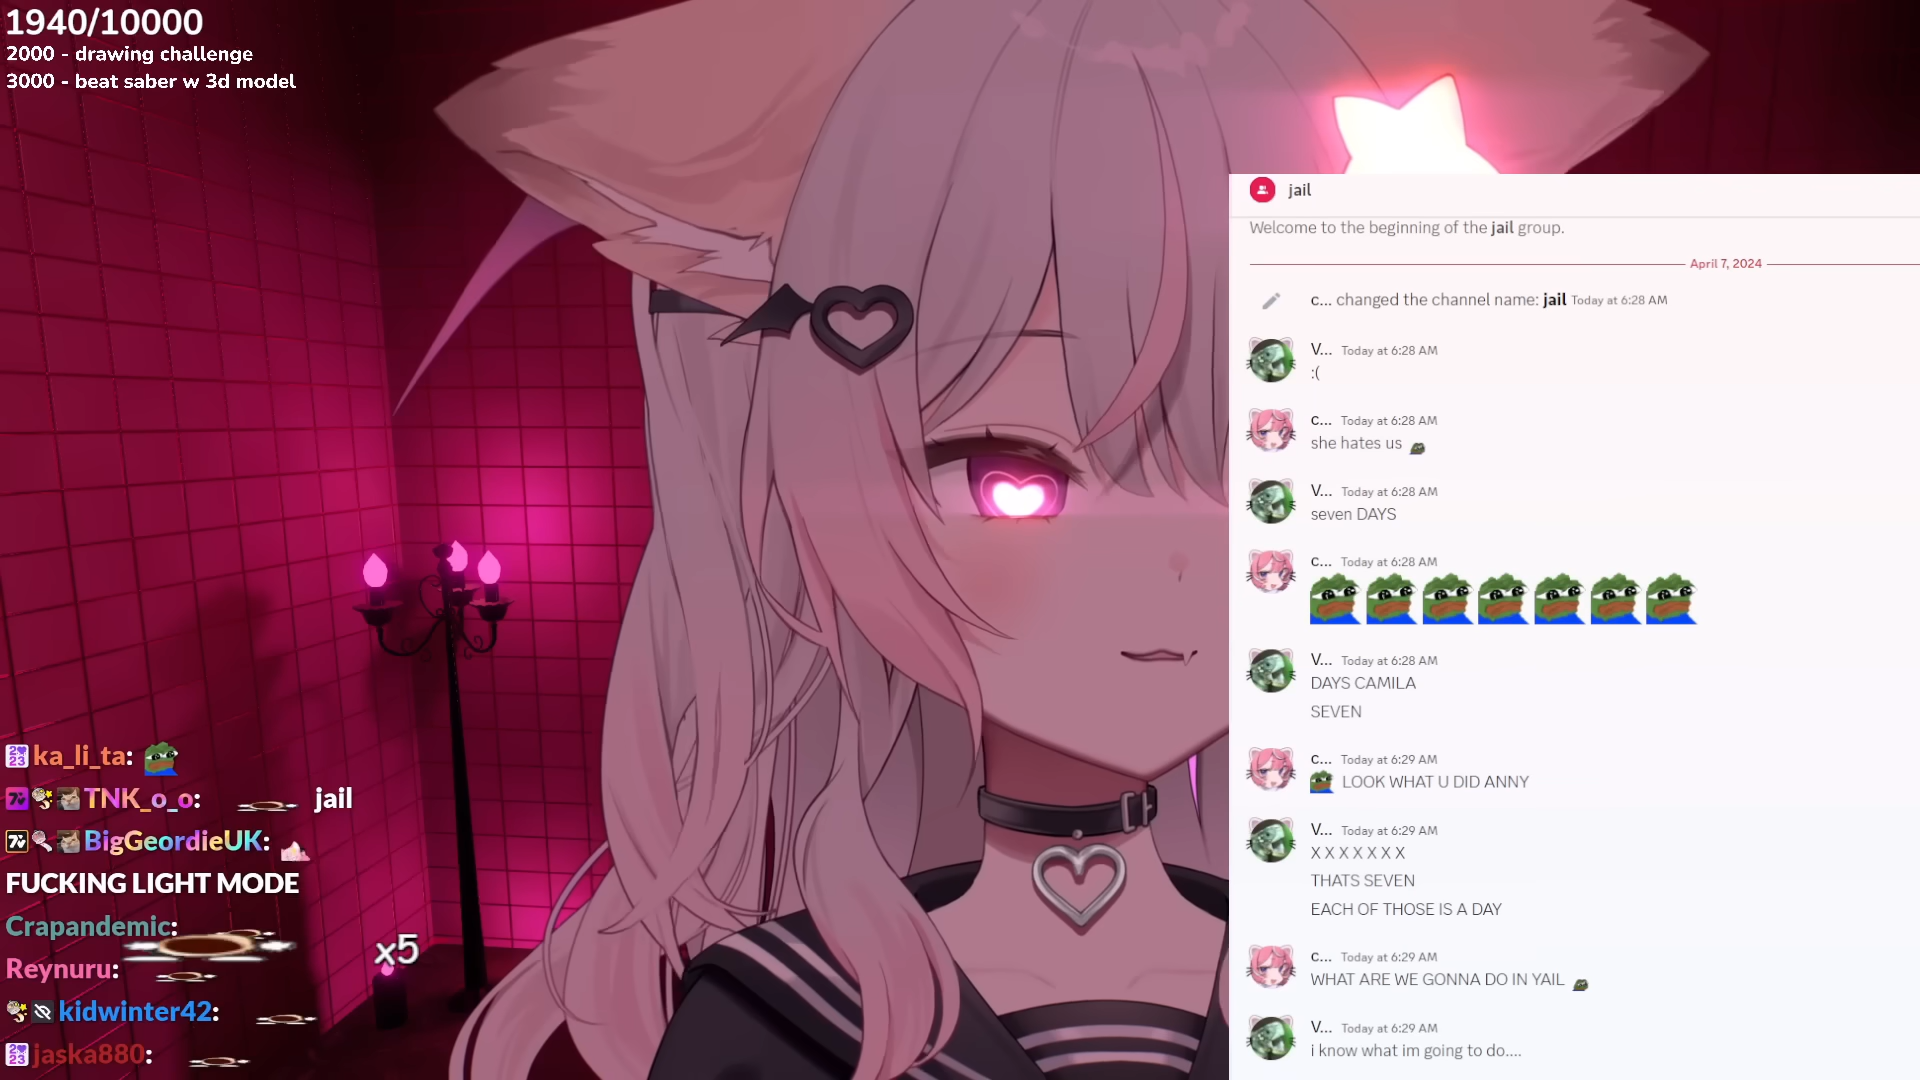 1940/10000
2000 - drawing challenge
3000 - beat saber w 3d model
jail
Welcome to the beginning of the jail group.
April 7, 2024
c... changed the channel name: jail Today at 6:28 AM
V... Today at 6:28 AM
:(
c... Today at 6:28 AM
she hates us
V... Today at 6:28 AM
seven DAYS
c... Today at 6:28 AM
V... Today at 6:28 AM
DAYS CAMILA
SEVEN
c... Today at 6:29 AM
LOOK WHAT U DID ANNY
V... Today at 6:29 AM
X X X X X X X
THATS SEVEN
EACH OF THOSE IS A DAY
c... Today at 6:29 AM
WHAT ARE WE GONNA DO IN YAIL
V... Today at 6:29 AM
i know what im going to do....
ka_li_ta:
TNK_o_o: jail
BigGeordieUK:
FUCKING LIGHT MODE
Crapandemic:
x5
Reynuru:
kidwinter42:
jaska880: